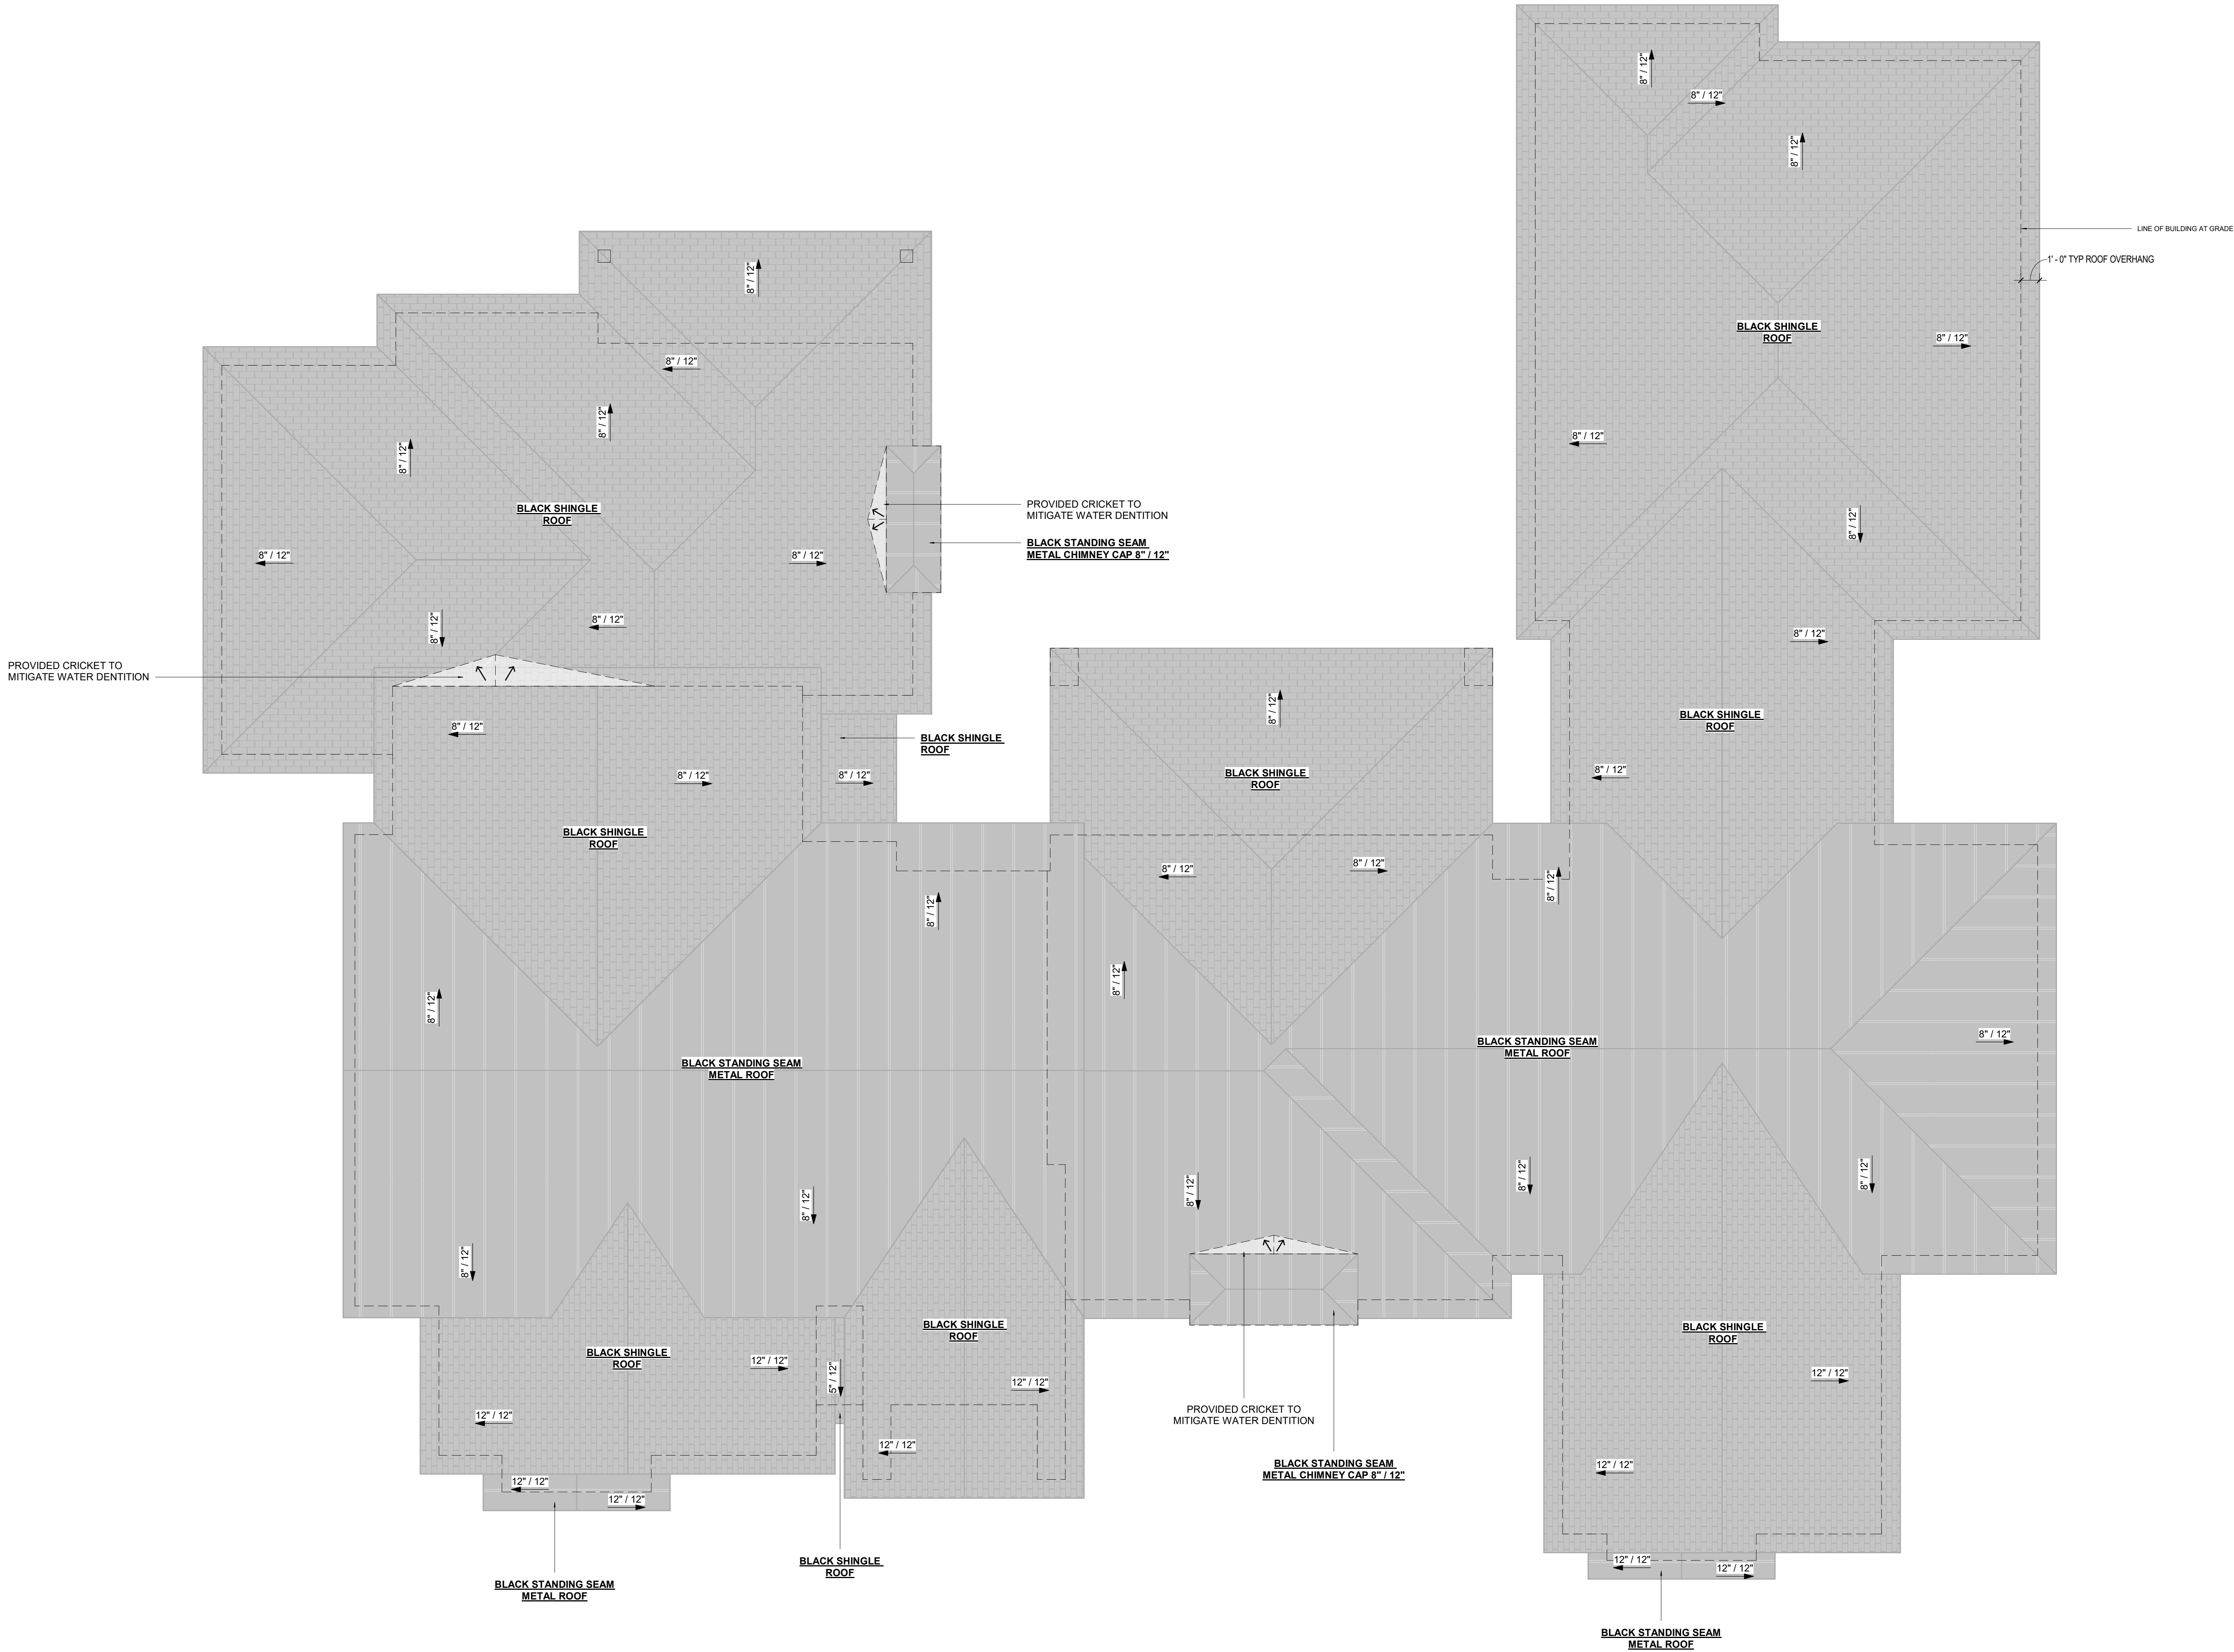 8" / 12"
8" / 12"
8" / 12"
LINE OF BUILDING AT GRADE
1' - 0" TYP ROOF OVERHANG
8" / 12"
BLACK SHINGLE
ROOF
8" / 12"
8" / 12"
8" / 12"
8" / 12"
8" / 12"
BLACK SHINGLE
ROOF
PROVIDED CRICKET TO
MITIGATE WATER DENTITION
BLACK STANDING SEAM
METAL CHIMNEY CAP 8" / 12"
8" / 12"
8" / 12"
8" / 12"
8" / 12"
8" / 12"
8" / 12"
PROVIDED CRICKET TO
MITIGATE WATER DENTITION
8" / 12"
8" / 12"
BLACK SHINGLE
ROOF
8" / 12"
BLACK SHINGLE
ROOF
8" / 12"
BLACK SHINGLE
ROOF
BLACK SHINGLE
ROOF
8" / 12"
8" / 12"
8" / 12"
8" / 12"
8" / 12"
8" / 12"
8" / 12"
BLACK STANDING SEAM
METAL ROOF
BLACK STANDING SEAM
METAL ROOF
8" / 12"
8" / 12"
8" / 12"
8" / 12"
8" / 12"
8" / 12"
8" / 12"
BLACK SHINGLE
ROOF
BLACK SHINGLE
ROOF
BLACK SHINGLE
ROOF
12" / 12"
5" / 12"
12" / 12"
12" / 12"
12" / 12"
12" / 12"
PROVIDED CRICKET TO
MITIGATE WATER DENTITION
12" / 12"
BLACK STANDING SEAM
METAL CHIMNEY CAP 8" / 12"
12" / 12"
12" / 12"
BLACK SHINGLE
ROOF
12" / 12"
12" / 12"
BLACK STANDING SEAM
METAL ROOF
BLACK STANDING SEAM
METAL ROOF